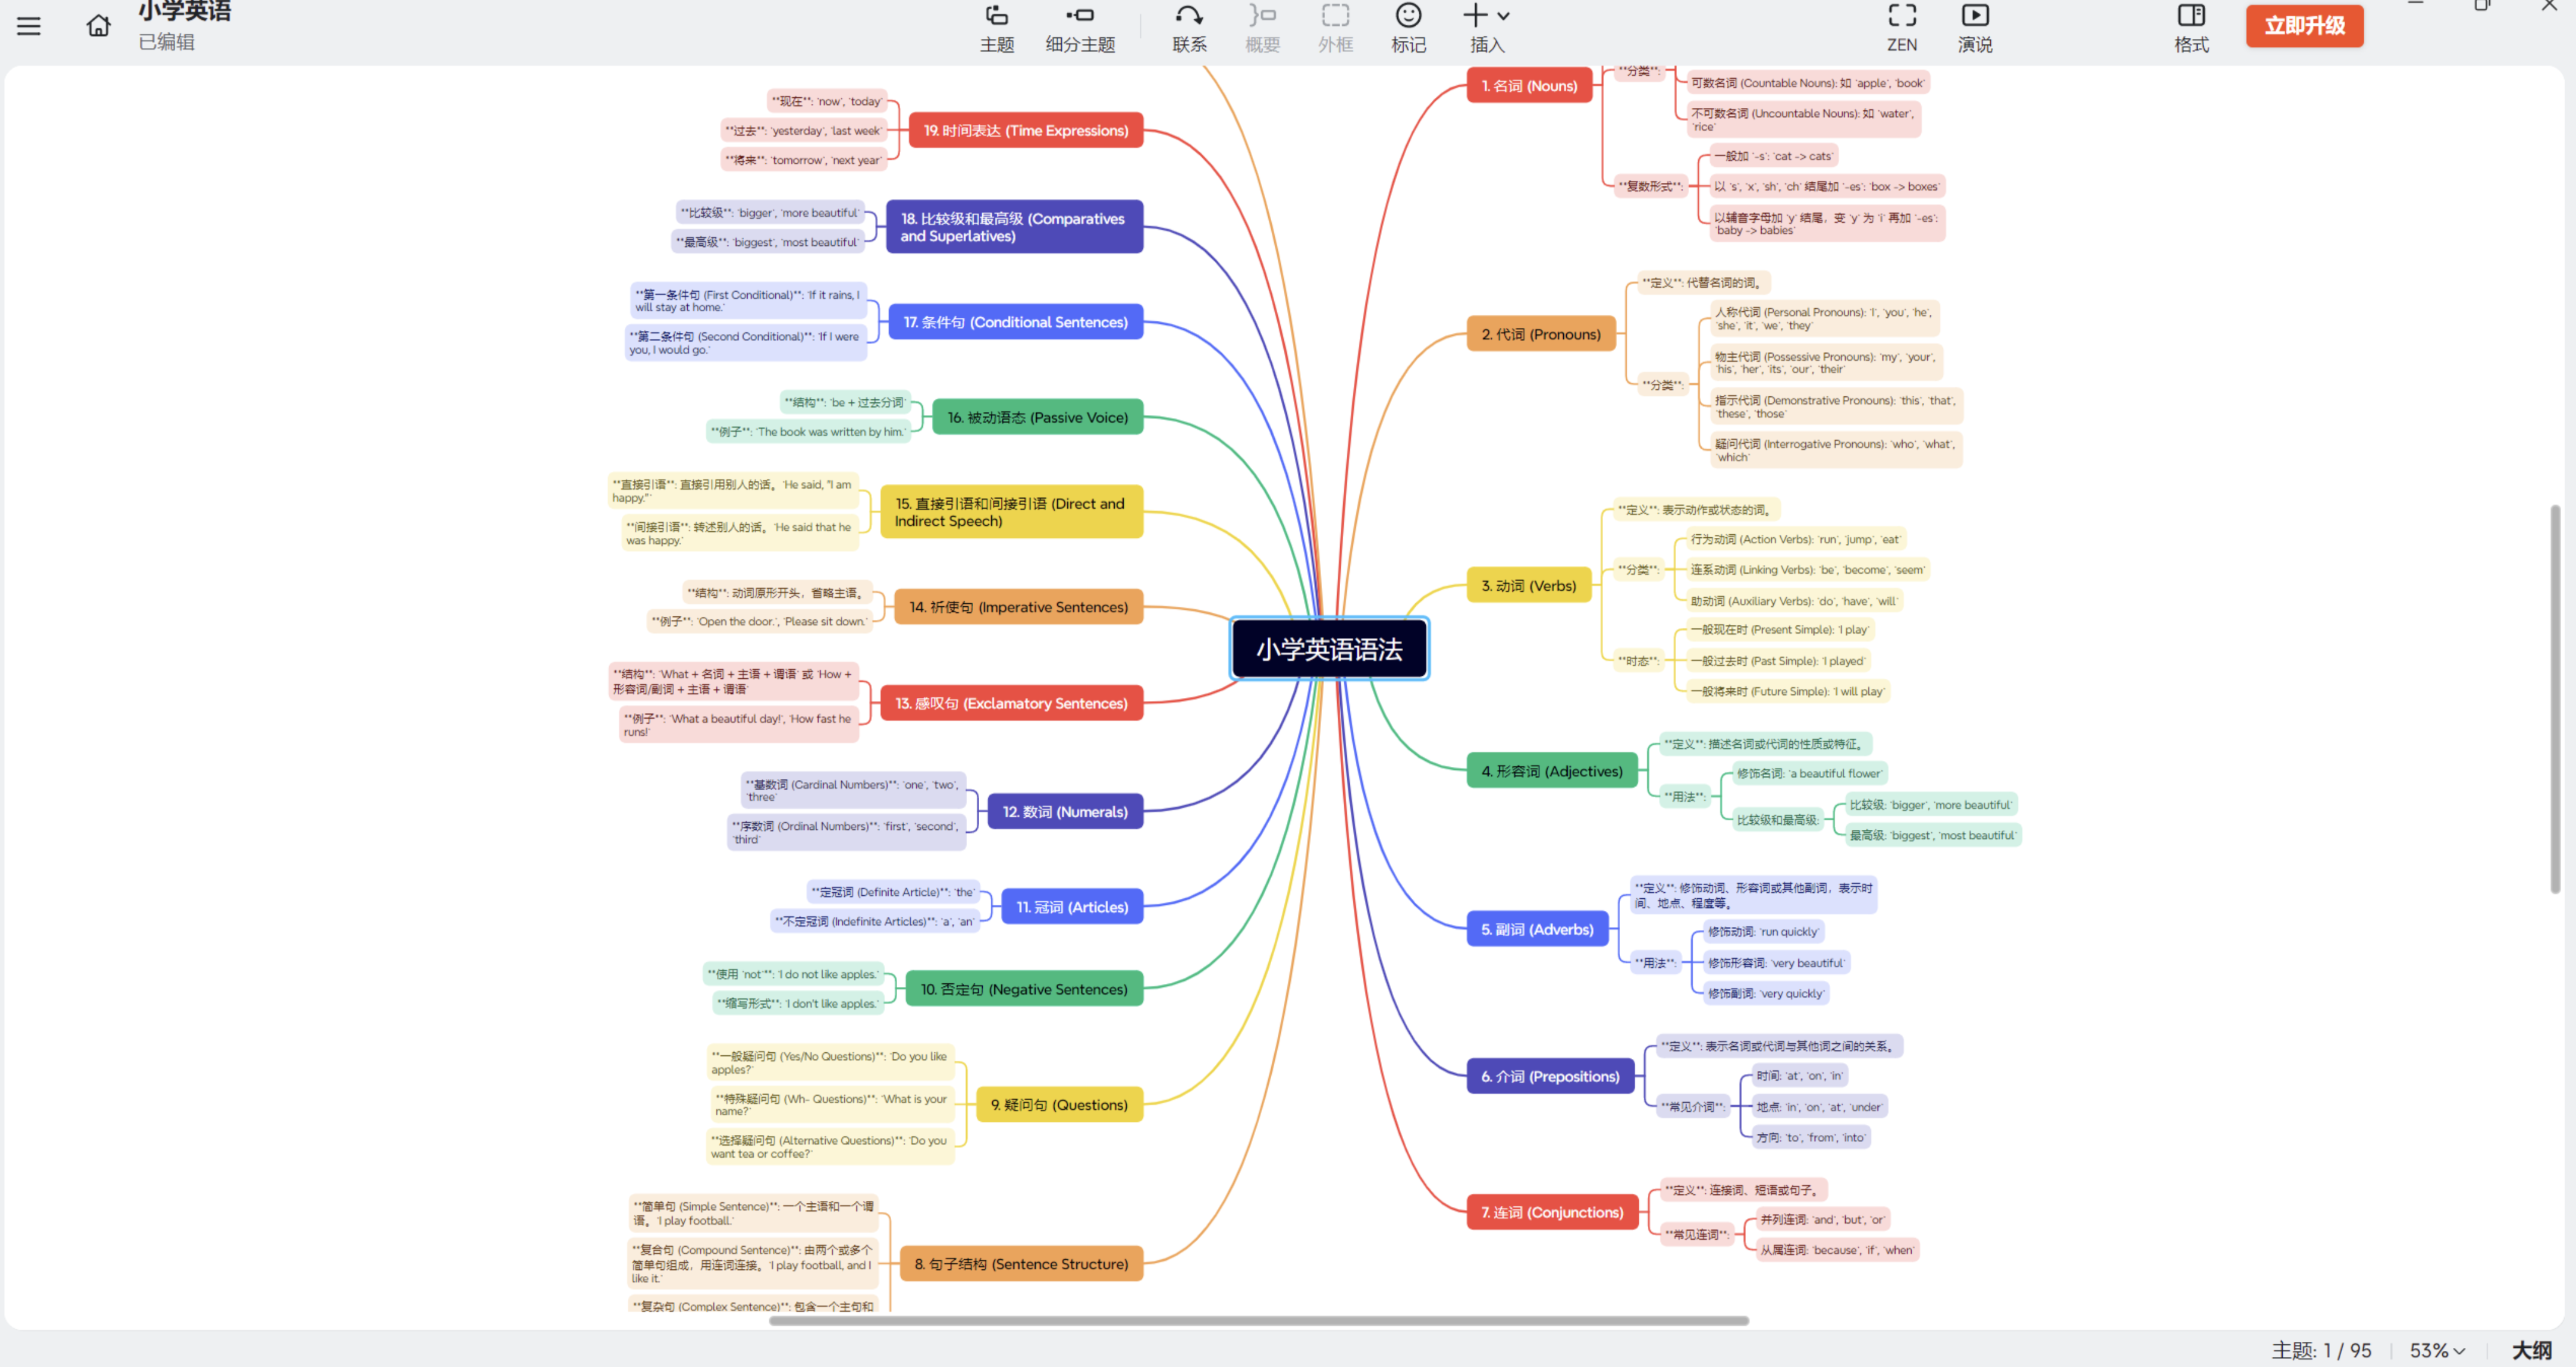 小学英语
已编辑
主题
细分主题
联系
概要
外框
标记
插入
ZEN
演说
格式
立即升级
小学英语语法
1. 名词 (Nouns)
**分类**:
可数名词 (Countable Nouns): 如 `apple`, `book`
不可数名词 (Uncountable Nouns): 如 `water`,
`rice`
**复数形式**:
一般加 `-s`: `cat -> cats`
以 `s`, `x`, `sh`, `ch` 结尾加 `-es`: `box -> boxes`
以辅音字母加 `y` 结尾，变 `y` 为 `i` 再加 `-es`:
`baby -> babies`
2. 代词 (Pronouns)
**定义**: 代替名词的词。
**分类**:
人称代词 (Personal Pronouns): `I`, `you`, `he`,
`she`, `it`, `we`, `they`
物主代词 (Possessive Pronouns): `my`, `your`,
`his`, `her`, `its`, `our`, `their`
指示代词 (Demonstrative Pronouns): `this`, `that`,
`these`, `those`
疑问代词 (Interrogative Pronouns): `who`, `what`,
`which`
3. 动词 (Verbs)
**定义**: 表示动作或状态的词。
**分类**:
行为动词 (Action Verbs): `run`, `jump`, `eat`
连系动词 (Linking Verbs): `be`, `become`, `seem`
助动词 (Auxiliary Verbs): `do`, `have`, `will`
**时态**:
一般现在时 (Present Simple): `I play`
一般过去时 (Past Simple): `I played`
一般将来时 (Future Simple): `I will play`
4. 形容词 (Adjectives)
**定义**: 描述名词或代词的性质或特征。
**用法**:
修饰名词: `a beautiful flower`
比较级和最高级:
比较级: `bigger`, `more beautiful`
最高级: `biggest`, `most beautiful`
5. 副词 (Adverbs)
**定义**: 修饰动词、形容词或其他副词，表示时
间、地点、程度等。
**用法**:
修饰动词: `run quickly`
修饰形容词: `very beautiful`
修饰副词: `very quickly`
6. 介词 (Prepositions)
**定义**: 表示名词或代词与其他词之间的关系。
**常见介词**:
时间: `at`, `on`, `in`
地点: `in`, `on`, `at`, `under`
方向: `to`, `from`, `into`
7. 连词 (Conjunctions)
**定义**: 连接词、短语或句子。
**常见连词**:
并列连词: `and`, `but`, `or`
从属连词: `because`, `if`, `when`
19. 时间表达 (Time Expressions)
**现在**: `now`, `today`
**过去**: `yesterday`, `last week`
**将来**: `tomorrow`, `next year`
18. 比较级和最高级 (Comparatives
and Superlatives)
**比较级**: `bigger`, `more beautiful`
**最高级**: `biggest`, `most beautiful`
17. 条件句 (Conditional Sentences)
**第一条件句 (First Conditional)**: `If it rains, I
will stay at home.`
**第二条件句 (Second Conditional)**: `If I were
you, I would go.`
16. 被动语态 (Passive Voice)
**结构**: `be + 过去分词`
**例子**: `The book was written by him.`
15. 直接引语和间接引语 (Direct and
Indirect Speech)
**直接引语**: 直接引用别人的话。`He said, "I am
happy."`
**间接引语**: 转述别人的话。`He said that he
was happy.`
14. 祈使句 (Imperative Sentences)
**结构**: 动词原形开头，省略主语。
**例子**: `Open the door.`, `Please sit down.`
13. 感叹句 (Exclamatory Sentences)
**结构**: `What + 名词 + 主语 + 谓语` 或 `How +
形容词/副词 + 主语 + 谓语`
**例子**: `What a beautiful day!`, `How fast he
runs!`
12. 数词 (Numerals)
**基数词 (Cardinal Numbers)**: `one`, `two`,
`three`
**序数词 (Ordinal Numbers)**: `first`, `second`,
`third`
11. 冠词 (Articles)
**定冠词 (Definite Article)**: `the`
**不定冠词 (Indefinite Articles)**: `a`, `an`
10. 否定句 (Negative Sentences)
**使用 `not`**: `I do not like apples.`
**缩写形式**: `I don't like apples.`
9. 疑问句 (Questions)
**一般疑问句 (Yes/No Questions)**: `Do you like
apples?`
**特殊疑问句 (Wh- Questions)**: `What is your
name?`
**选择疑问句 (Alternative Questions)**: `Do you
want tea or coffee?`
8. 句子结构 (Sentence Structure)
**简单句 (Simple Sentence)**: 一个主语和一个谓
语。`I play football.`
**复合句 (Compound Sentence)**: 由两个或多个
简单句组成，用连词连接。`I play football, and I
like it.`
**复杂句 (Complex Sentence)**: 包含一个主句和
主题: 1 / 95
53%
大纲